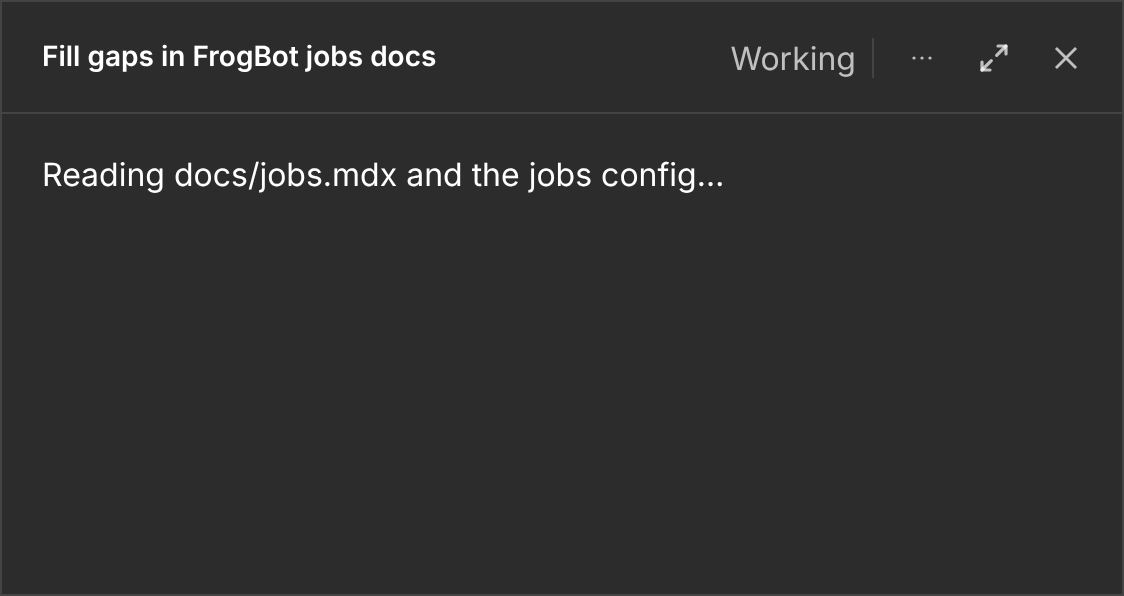 Fill gaps in FrogBot jobs docs
Working
Reading docs/jobs.mdx and the jobs config...